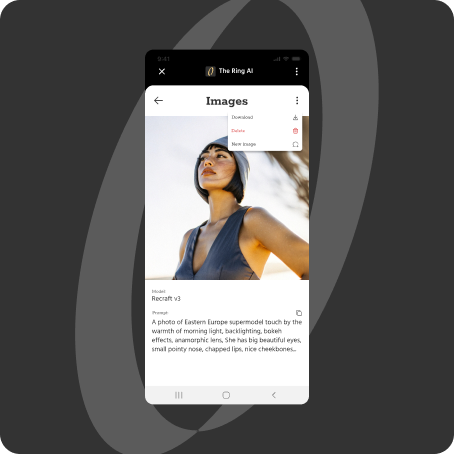 9:41
The Ring AI
Images
Download
Delete
New image
Model
Recraft v3
Prompt
A photo of Eastern Europe supermodel touch by the
warmth of morning light, backlighting, bokeh
effects, anamorphic lens, She has big beautiful eyes,
small pointy nose, chapped lips, nice cheekbones..